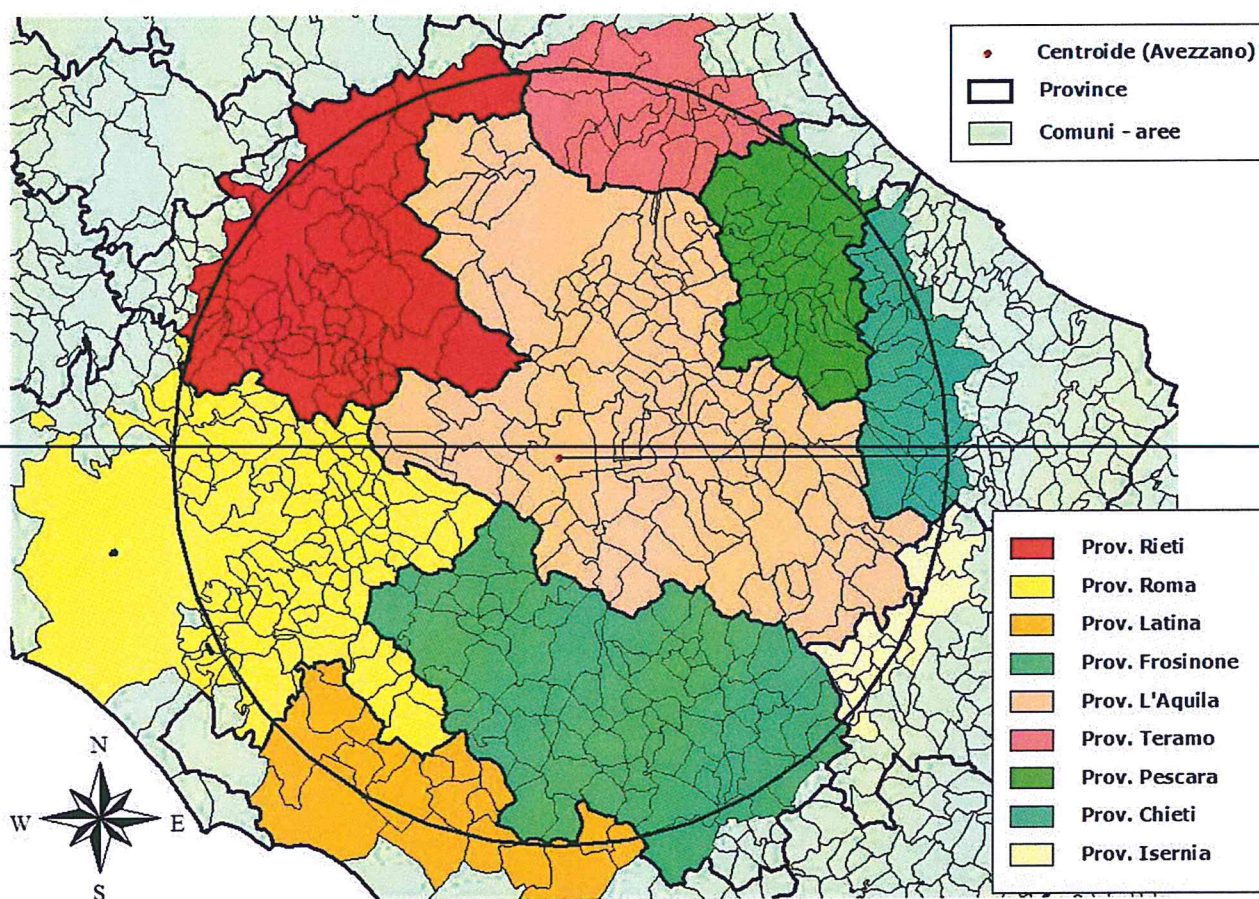 Centroide (Avezzano)
Province
Comuni - aree
Prov. Rieti
Prov. Roma
Prov. Latina
Prov. Frosinone
Prov. L'Aquila
Prov. Teramo
Prov. Pescara
Prov. Chieti
Prov. Isernia
N
W E
S